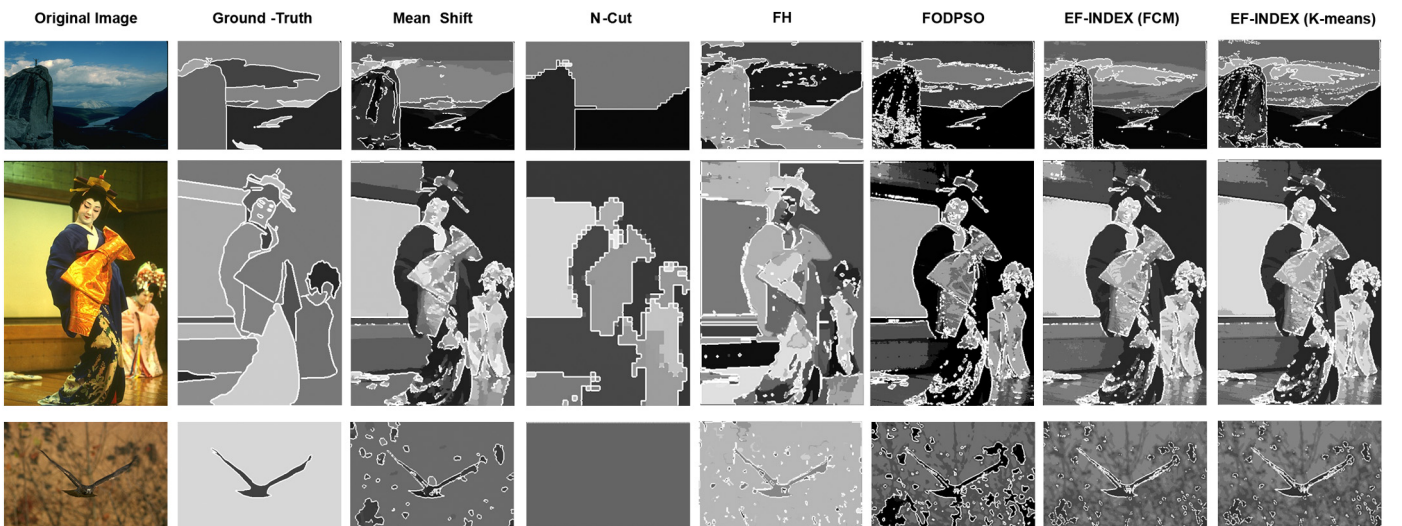 Original Image Ground -Truth Mean Shift N-Cut FH FODPSO EF-INDEX (FCM) EF-INDEX (K-means)